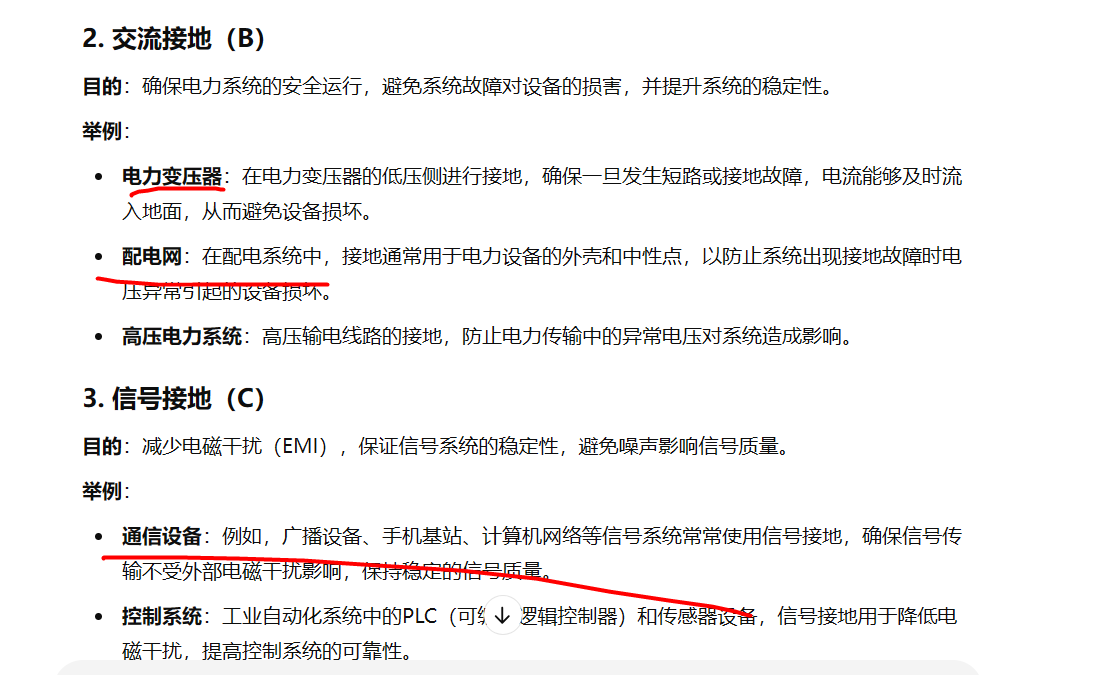 2. 交流接地（B）
目的：确保电力系统的安全运行，避免系统故障对设备的损害，并提升系统的稳定性。
举例：
电力变压器：在电力变压器的低压侧进行接地，确保一旦发生短路或接地故障，电流能够及时流
入地面，从而避免设备损坏。
配电网：在配电系统中，接地通常用于电力设备的外壳和中性点，以防止系统出现接地故障时电
压异常引起的设备损坏。
高压电力系统：高压输电线路的接地，防止电力传输中的异常电压对系统造成影响。
3. 信号接地（C）
目的：减少电磁干扰（EMI），保证信号系统的稳定性，避免噪声影响信号质量。
举例：
通信设备：例如，广播设备、手机基站、计算机网络等信号系统常常使用信号接地，确保信号传
输不受外部电磁干扰影响，保持稳定的信号质量。
控制系统：工业自动化系统中的PLC（可 逻辑控制器）和传感器设备，信号接地用于降低电
磁干扰，提高控制系统的可靠性。